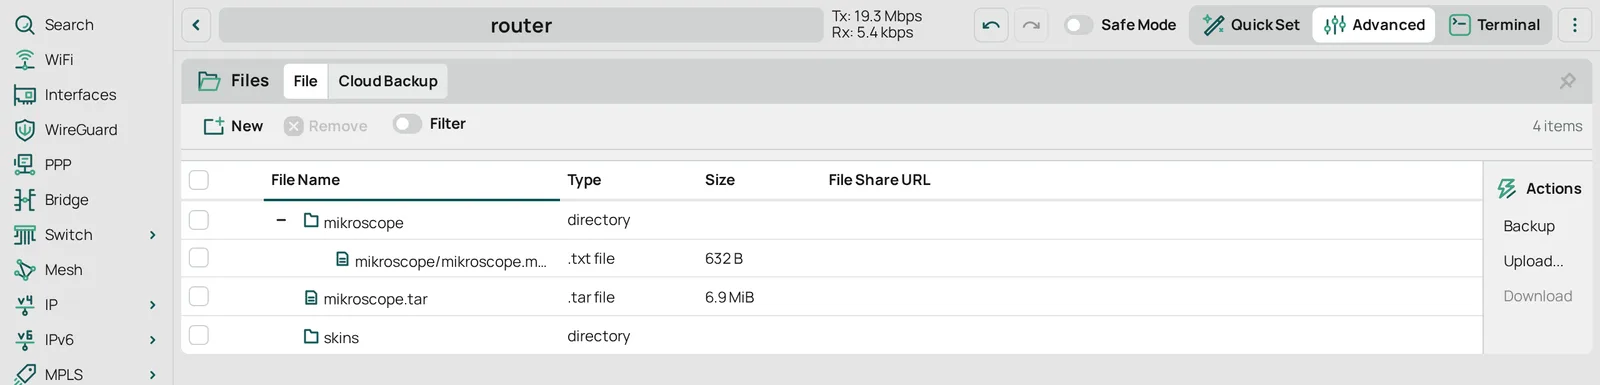 Search
WiFi
Interfaces
WireGuard
PPP
Bridge
Switch
Mesh
v4 IP
v6 IPv6
MPLS
router
Tx: 19.3 Mbps
Rx: 5.4 kbps
Safe Mode
Quick Set
Advanced
Terminal
Files File Cloud Backup
New Remove Filter
4 items
File Name Type Size File Share URL
mikroscope directory
mikroscope/mikroscope.m... .txt file 632 B
mikroscope.tar .tar file 6.9 MiB
skins directory
Actions
Backup
Upload...
Download